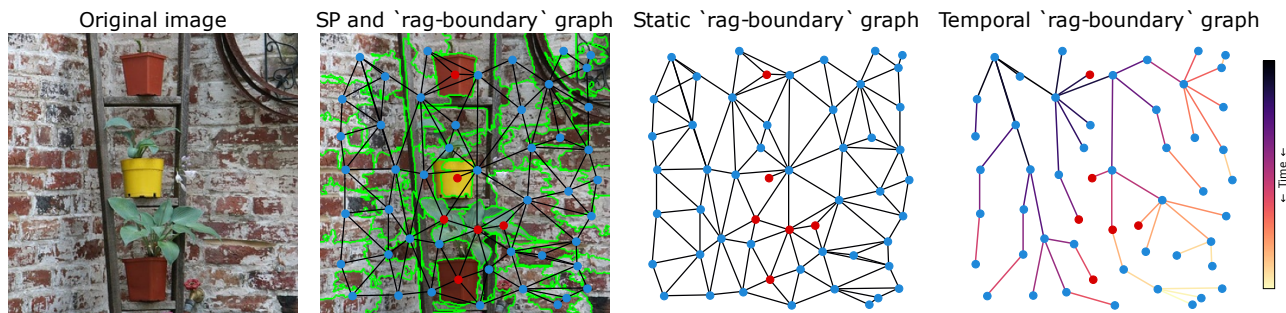 Original image
SP and `rag-boundary` graph
Static `rag-boundary` graph
Temporal `rag-boundary` graph
← Time ←